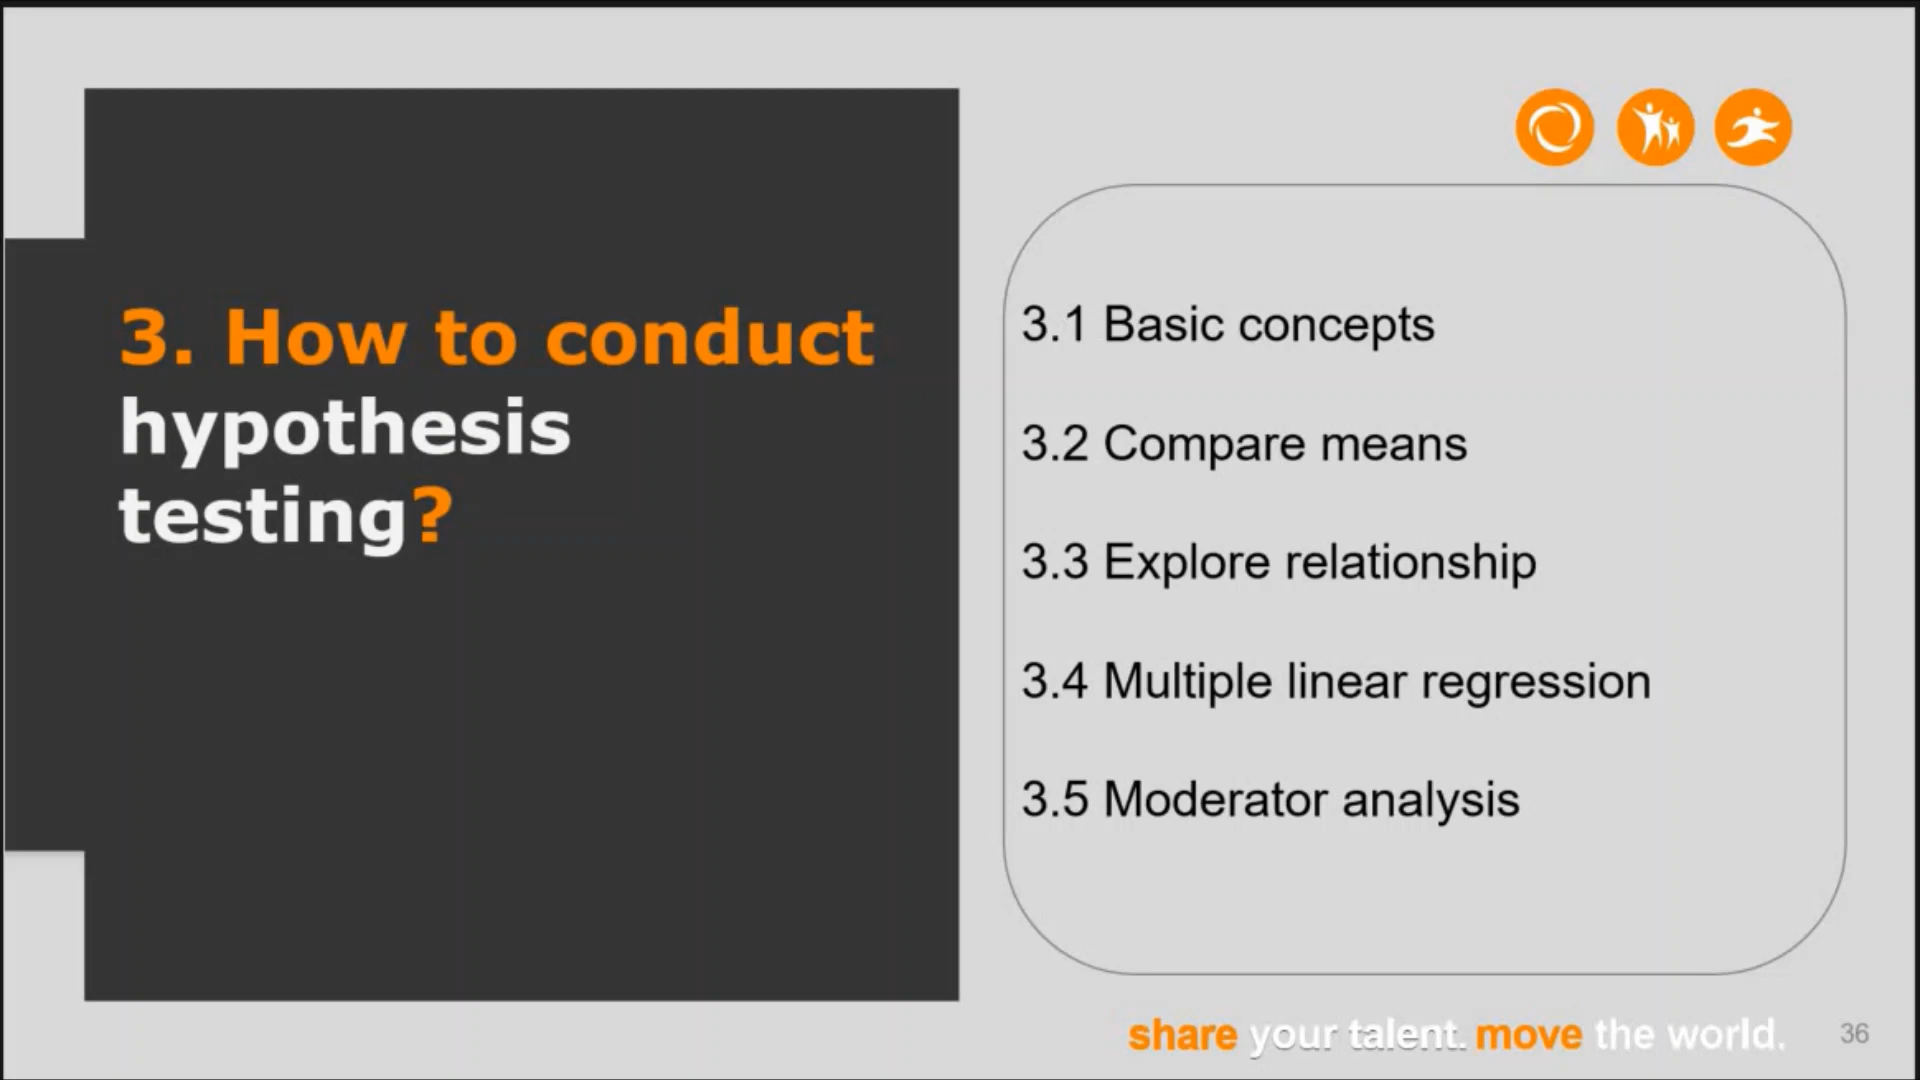 3. How to conduct
hypothesis
testing?
3.1 Basic concepts
3.2 Compare means
3.3 Explore relationship
3.4 Multiple linear regression
3.5 Moderator analysis
share your talent. move the world.
36